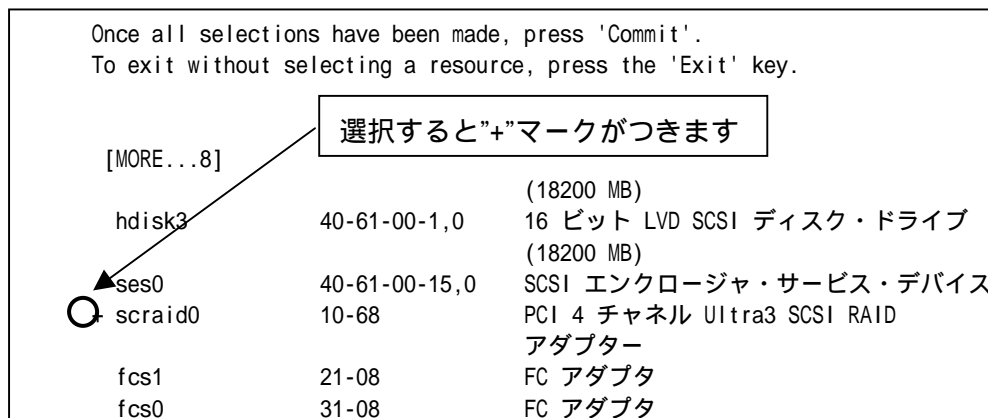 Once all selections have been made, press 'Commit'.
To exit without selecting a resource, press the 'Exit' key.
選択すると"+"マークがつきます
[MORE...8]
(18200 MB)
hdisk3 40-61-00-1,0 16 ビット LVD SCSI ディスク・ドライブ
(18200 MB)
ses0 40-61-00-15,0 SCSI エンクロージャ・サービス・デバイス
+ scraid0 10-68 PCI 4 チャネル Ultra3 SCSI RAID
アダプター
fcs1 21-08 FC アダプタ
fcs0 31-08 FC アダプタ